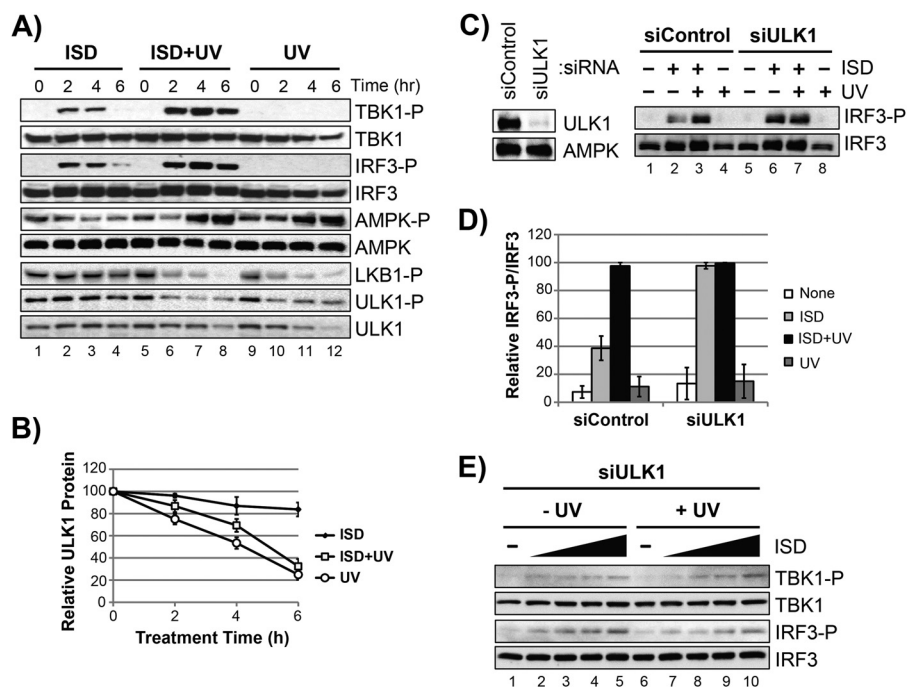 A)
ISD ISD+UV UV
0 2 4 6 0 2 4 6 0 2 4 6 Time (hr)
TBK1-P
TBK1
IRF3-P
IRF3
AMPK-P
AMPK
LKB1-P
ULK1-P
ULK1
1 2 3 4 5 6 7 8 9 10 11 12
B)
Relative ULK1 Protein
120
100
80
60
40
20
0
0 2 4 6
Treatment Time (h)
ISD
ISD+UV
UV
C)
siControl siULK1 :siRNA
ULK1
AMPK
siControl siULK1
– + + – – + + – ISD
– – + + – – + + UV
IRF3-P
IRF3
1 2 3 4 5 6 7 8
D)
Relative IRF3-P/IRF3
120
100
80
60
40
20
0
siControl siULK1
None
ISD
ISD+UV
UV
E)
siULK1
- UV + UV
– – ISD
TBK1-P
TBK1
IRF3-P
IRF3
1 2 3 4 5 6 7 8 9 10